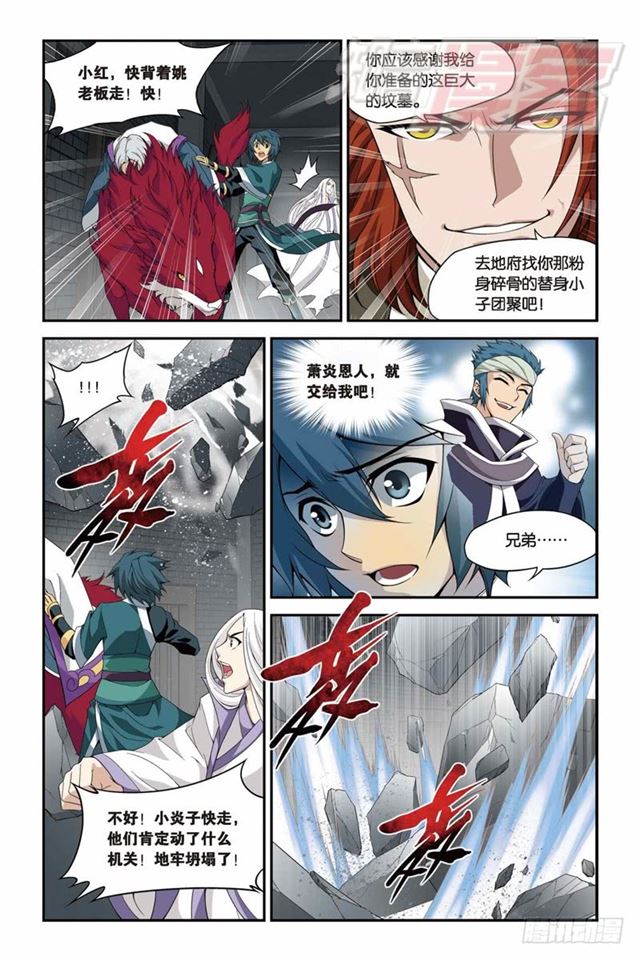 小红，快背着姚
老板走！快！
你应该感谢我给
你准备的这巨大
的坟墓。
去地府找你那粉
身碎骨的替身小
子团聚吧！
！！！
轰
不好！小炎子快走，
他们肯定动了什么
机关！地牢坍塌了！
萧炎恩人，就
交给我吧！
兄弟……
轰
轰
腾讯动漫